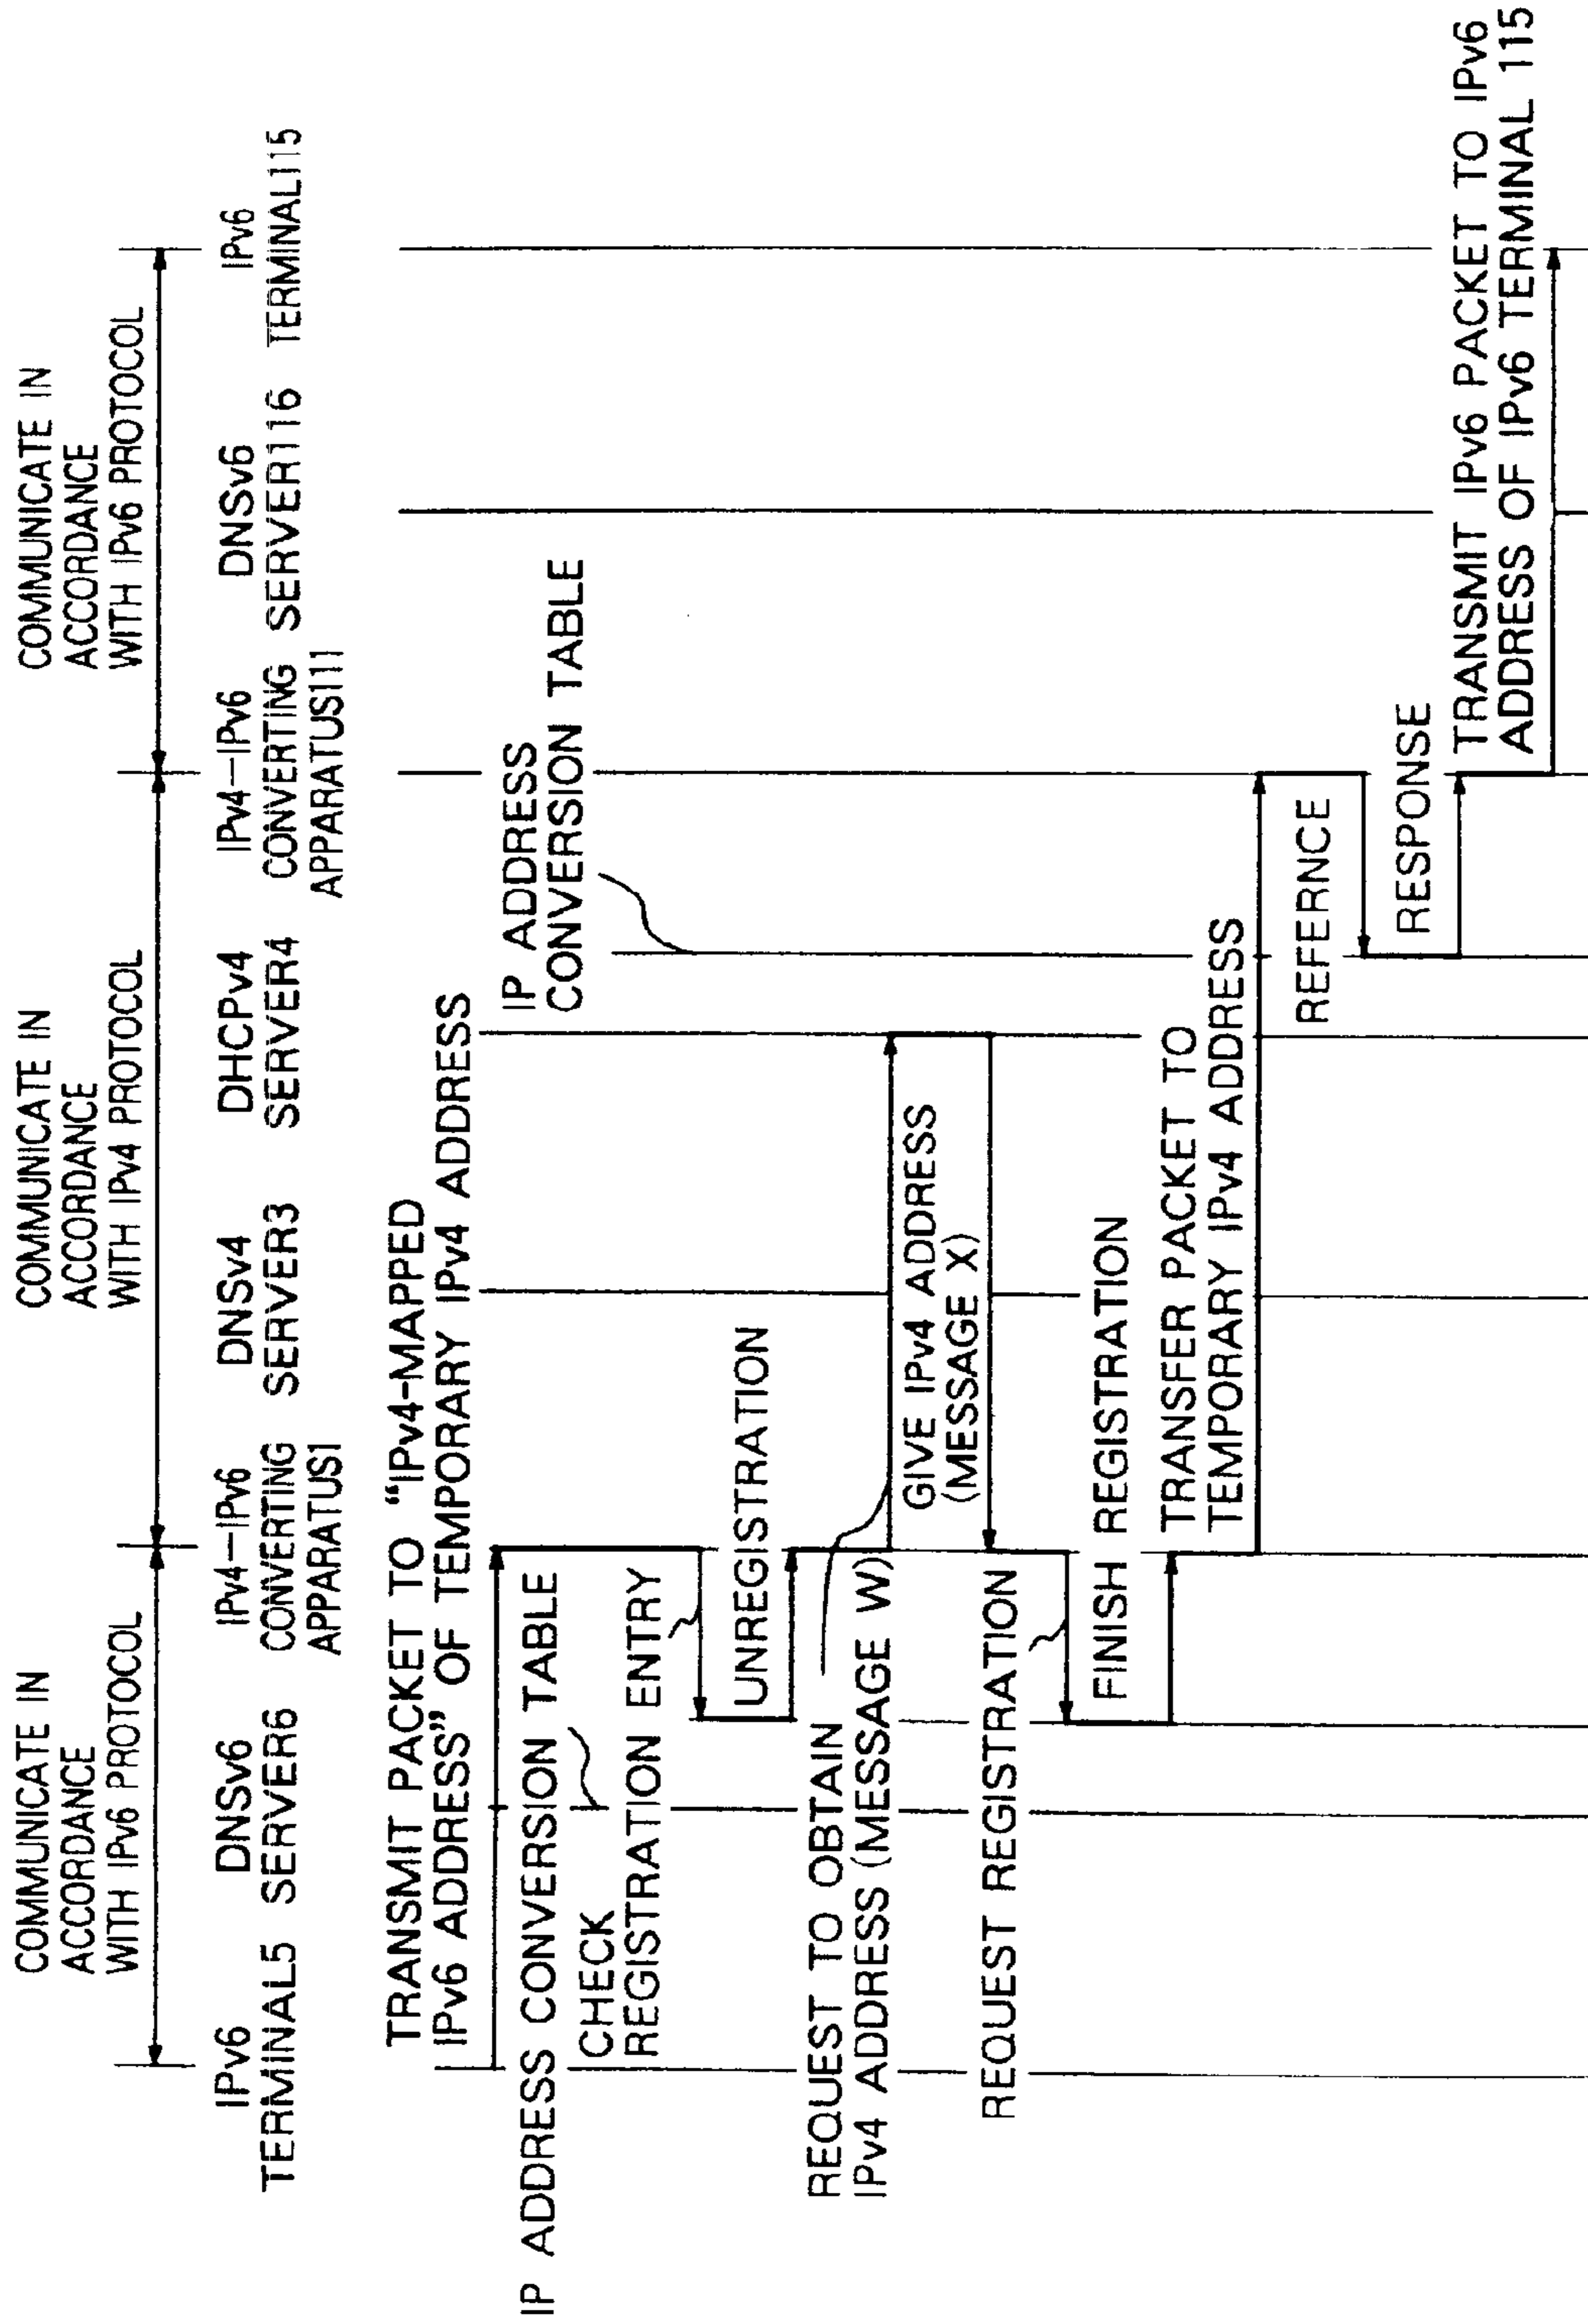 COMMUNICATE IN
ACCORDANCE
WITH IPv6 PROTOCOL
COMMUNICATE IN
ACCORDANCE
WITH IPv4 PROTOCOL
COMMUNICATE IN
ACCORDANCE
WITH IPv6 PROTOCOL
IPv6
TERMINAL5
DNSv6
SERVER6
IPv4-IPv6
CONVERTING
APPARATUS1
DNSv4
SERVER3
DHCPv4
SERVER4
IPv4-IPv6
CONVERTING
APPARATUS111
DNSv6
SERVER116
IPv6
TERMINAL115
TRANSMIT PACKET TO "IPv4-MAPPED
IPv6 ADDRESS" OF TEMPORARY IPv4 ADDRESS
IP ADDRESS CONVERSION TABLE
IP ADDRESS
CONVERSION TABLE
CHECK
REGISTRATION ENTRY
UNREGISTRATION
REQUEST TO OBTAIN
IPv4 ADDRESS (MESSAGE W)
GIVE IPv4 ADDRESS
(MESSAGE X)
REQUEST REGISTRATION
FINISH REGISTRATION
TRANSFER PACKET TO
TEMPORARY IPv4 ADDRESS
REFERNCE
RESPONSE
TRANSMIT IPv6 PACKET TO IPv6
ADDRESS OF IPv6 TERMINAL 115